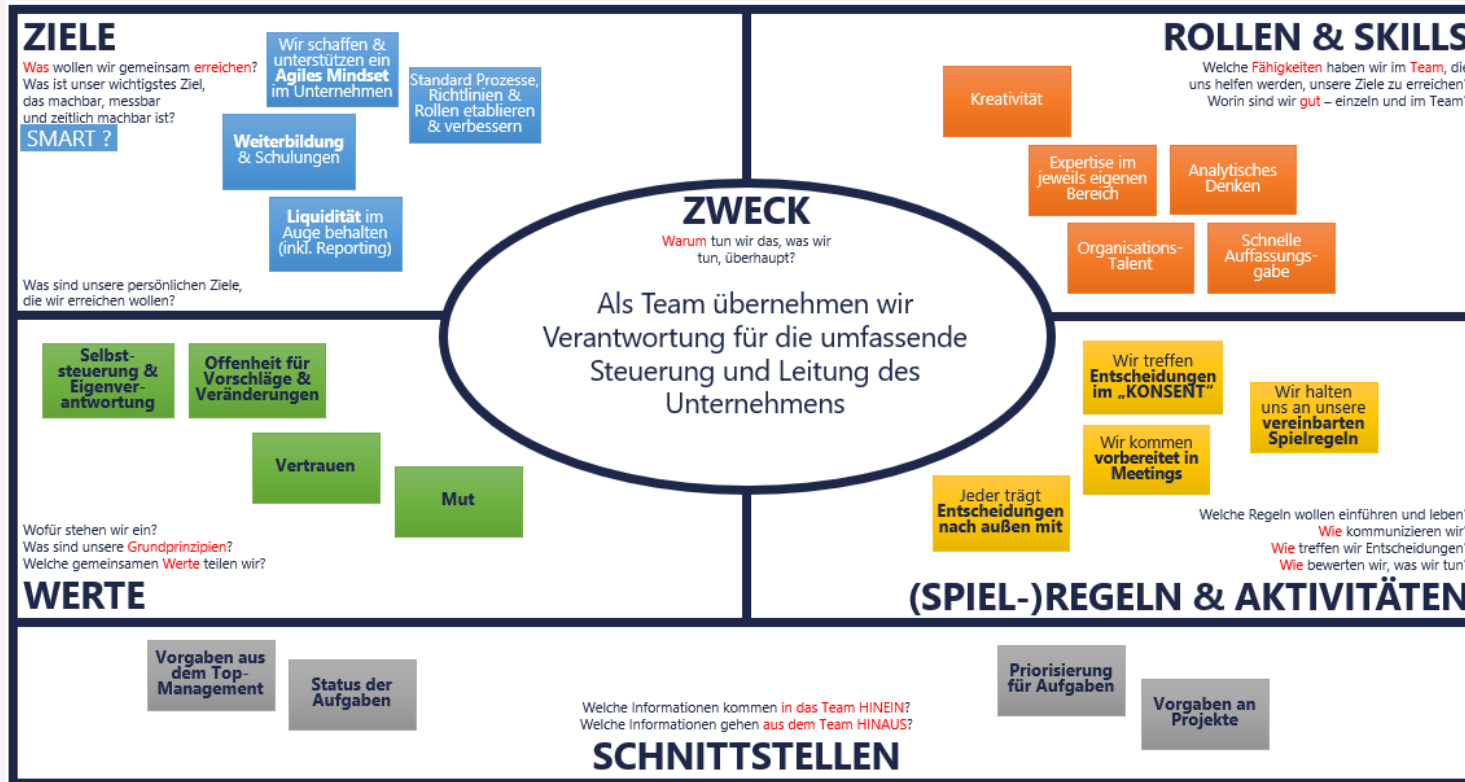 ZIELE
Was wollen wir gemeinsam erreichen?
Was ist unser wichtigstes Ziel,
das machbar, messbar
und zeitlich machbar ist?
SMART ?
Wir schaffen &
unterstützen ein
Agiles Mindset
im Unternehmen
Standard Prozesse,
Richtlinien &
Rollen etablieren
& verbessern
Weiterbildung
& Schulungen
Liquidität im
Auge behalten
(inkl. Reporting)
Was sind unsere persönlichen Ziele,
die wir erreichen wollen?
ROLLEN & SKILLS
Welche Fähigkeiten haben wir im Team, die
uns helfen werden, unsere Ziele zu erreichen?
Worin sind wir gut – einzeln und im Team?
Kreativität
Expertise im
jeweils eigenen
Bereich
Analytisches
Denken
Organisations-
Talent
Schnelle
Auffassungs-
gabe
ZWECK
Warum tun wir das, was wir
tun, überhaupt?
Als Team übernehmen wir
Verantwortung für die umfassende
Steuerung und Leitung des
Unternehmens
Selbst-
steuerung &
Eigenver-
antwortung
Offenheit für
Vorschläge &
Veränderungen
Vertrauen
Mut
Wofür stehen wir ein?
Was sind unsere Grundprinzipien?
Welche gemeinsamen Werte teilen wir?
WERTE
Wir treffen
Entscheidungen
im „KONSENT“
Wir halten
uns an unsere
vereinbarten
Spielregeln
Wir kommen
vorbereitet in
Meetings
Jeder trägt
Entscheidungen
nach außen mit
Welche Regeln wollen einführen und leben?
Wie kommunizieren wir?
Wie treffen wir Entscheidungen?
Wie bewerten wir, was wir tun?
(SPIEL-)REGELN & AKTIVITÄTEN
Vorgaben aus
dem Top-
Management
Status der
Aufgaben
Welche Informationen kommen in das Team HINEIN?
Welche Informationen gehen aus dem Team HINAUS?
SCHNITTSTELLEN
Priorisierung
für Aufgaben
Vorgaben an
Projekte